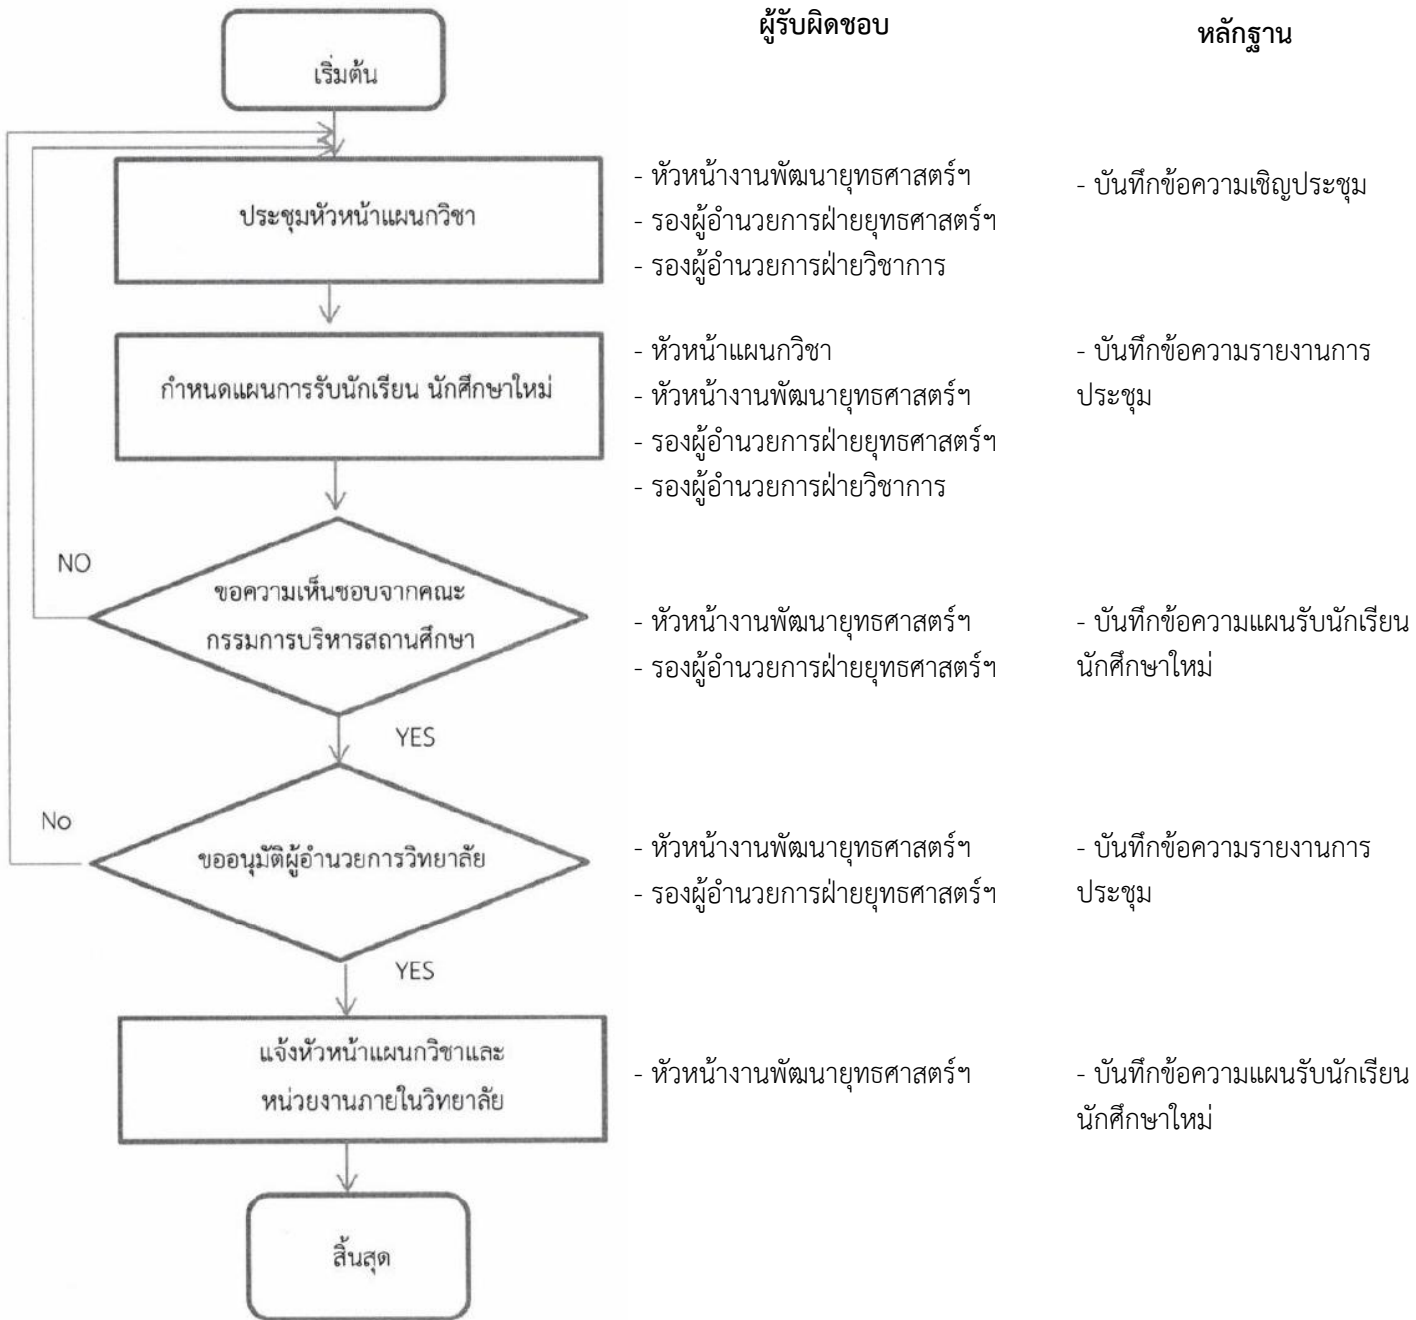 ผู้รับผิดชอบ
หลักฐาน
เริ่มต้น
ประชุมหัวหน้าแผนกวิชา
- หัวหน้างานพัฒนายุทธศาสตร์ฯ
- รองผู้อำนวยการฝ่ายยุทธศาสตร์ฯ
- รองผู้อำนวยการฝ่ายวิชาการ
- บันทึกข้อความเชิญประชุม
กำหนดแผนการรับนักเรียน นักศึกษาใหม่
- หัวหน้าแผนกวิชา
- หัวหน้างานพัฒนายุทธศาสตร์ฯ
- รองผู้อำนวยการฝ่ายยุทธศาสตร์ฯ
- รองผู้อำนวยการฝ่ายวิชาการ
- บันทึกข้อความรายงานการ
ประชุม
NO
ขอความเห็นชอบจากคณะ
กรรมการบริหารสถานศึกษา
- หัวหน้างานพัฒนายุทธศาสตร์ฯ
- รองผู้อำนวยการฝ่ายยุทธศาสตร์ฯ
- บันทึกข้อความแผนรับนักเรียน
นักศึกษาใหม่
YES
No
ขออนุมัติผู้อำนวยการวิทยาลัย
- หัวหน้างานพัฒนายุทธศาสตร์ฯ
- รองผู้อำนวยการฝ่ายยุทธศาสตร์ฯ
- บันทึกข้อความรายงานการ
ประชุม
YES
แจ้งหัวหน้าแผนกวิชาและ
หน่วยงานภายในวิทยาลัย
- หัวหน้างานพัฒนายุทธศาสตร์ฯ
- บันทึกข้อความแผนรับนักเรียน
นักศึกษาใหม่
สิ้นสุด